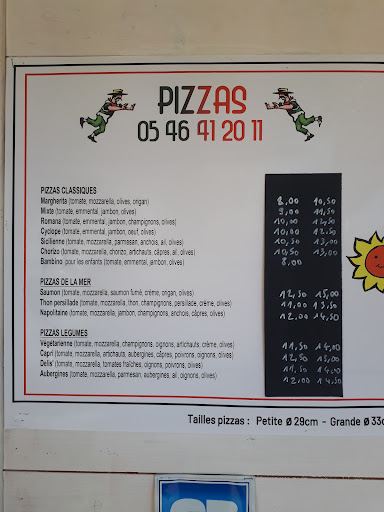 PIZZAS
05 46 41 20 11
PIZZAS CLASSIQUES
Margherita (tomate, mozzarella, olives, origan) 8,00 10,50
Mixte (tomate, emmental, jambon, olives) 9,00 11,50
Romana (tomate, emmental, jambon, champignons, olives) 10,00 12,50
Cyclope (tomate, emmental, jambon, oeuf, olives) 10,00 12,50
Sicilienne (tomate, mozzarella, parmesan, anchois, ail, olives) 10,50 13,00
Chorizo (tomate, mozzarella, chorizo, artichauts, câpres, ail, olives) 10,50 13,00
Bambino pour les enfants (tomate, emmental, jambon, olives) 8,00
PIZZAS DE LA MER
Saumon (tomate, mozzarella, saumon fumé, crème, origan, olives) 12,50 15,00
Thon persillade (tomate, mozzarella, thon, champignons, persillade, crème, olives) 11,00 13,50
Napolitaine (tomate, mozzarella, jambon, champignons, anchois, câpres, olives) 12,00 14,50
PIZZAS LEGUMES
Végétarienne (tomate, mozzarella, champignons, oignons, artichauts, crème, olives) 11,50 14,00
Capri (tomate, mozzarella, artichauts, aubergines, câpres, poivrons, oignons, olives) 12,50 15,00
Delis' (tomate, mozzarella, tomates fraîches, oignons, poivrons, olives) 11,50 14,00
Aubergines (tomate, mozzarella, parmesan, aubergines, ail, oignons, olives) 12,00 14,50
Tailles pizzas : Petite ø 29cm - Grande ø 33c